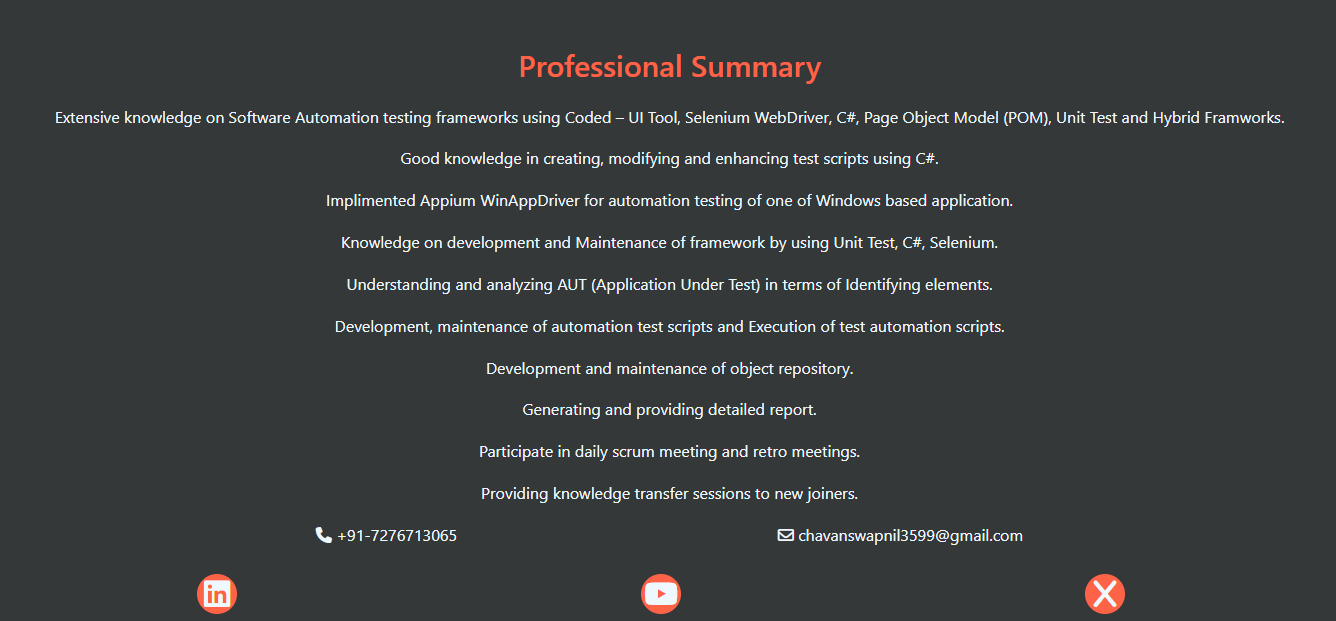 Professional Summary
Extensive knowledge on Software Automation testing frameworks using Coded – UI Tool, Selenium WebDriver, C#, Page Object Model (POM), Unit Test and Hybrid Framworks.
Good knowledge in creating, modifying and enhancing test scripts using C#.
Implimented Appium WinAppDriver for automation testing of one of Windows based application.
Knowledge on development and Maintenance of framework by using Unit Test, C#, Selenium.
Understanding and analyzing AUT (Application Under Test) in terms of Identifying elements.
Development, maintenance of automation test scripts and Execution of test automation scripts.
Development and maintenance of object repository.
Generating and providing detailed report.
Participate in daily scrum meeting and retro meetings.
Providing knowledge transfer sessions to new joiners.
+91-7276713065 chavanswapnil3599@gmail.com
in X